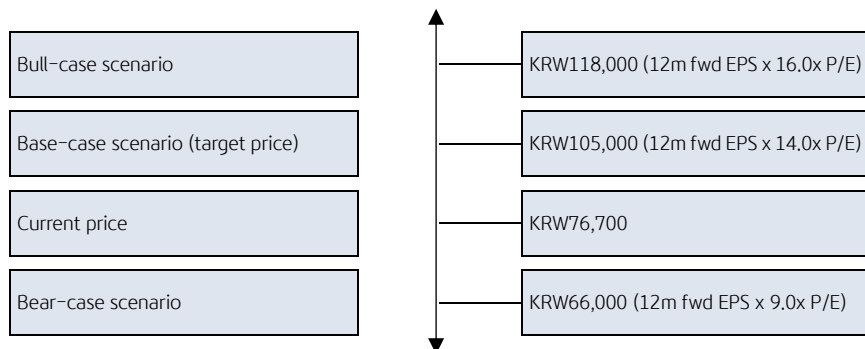 Bull-case scenario
KRW118,000 (12m fwd EPS x 16.0x P/E)
Base-case scenario (target price)
KRW105,000 (12m fwd EPS x 14.0x P/E)
Current price
KRW76,700
Bear-case scenario
KRW66,000 (12m fwd EPS x 9.0x P/E)